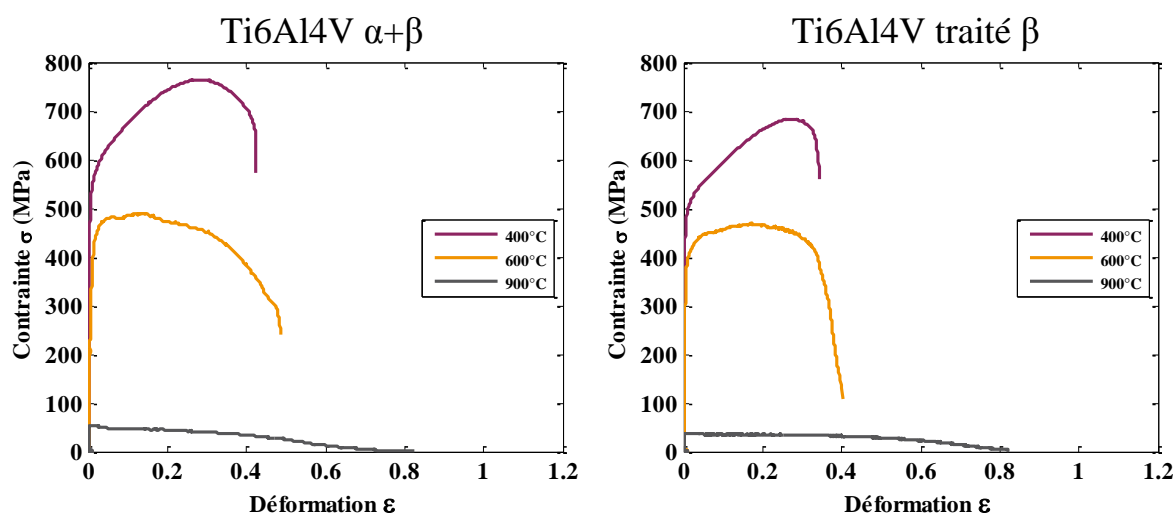 Ti6Al4V α+β
800
700
600
500
400
300
200
100
0
Contrainte σ (MPa)
400°C
600°C
900°C
0 0.2 0.4 0.6 0.8 1 1.2
Déformation ε
Ti6Al4V traité β
800
700
600
500
400
300
200
100
0
Contrainte σ (MPa)
400°C
600°C
900°C
0 0.2 0.4 0.6 0.8 1 1.2
Déformation ε